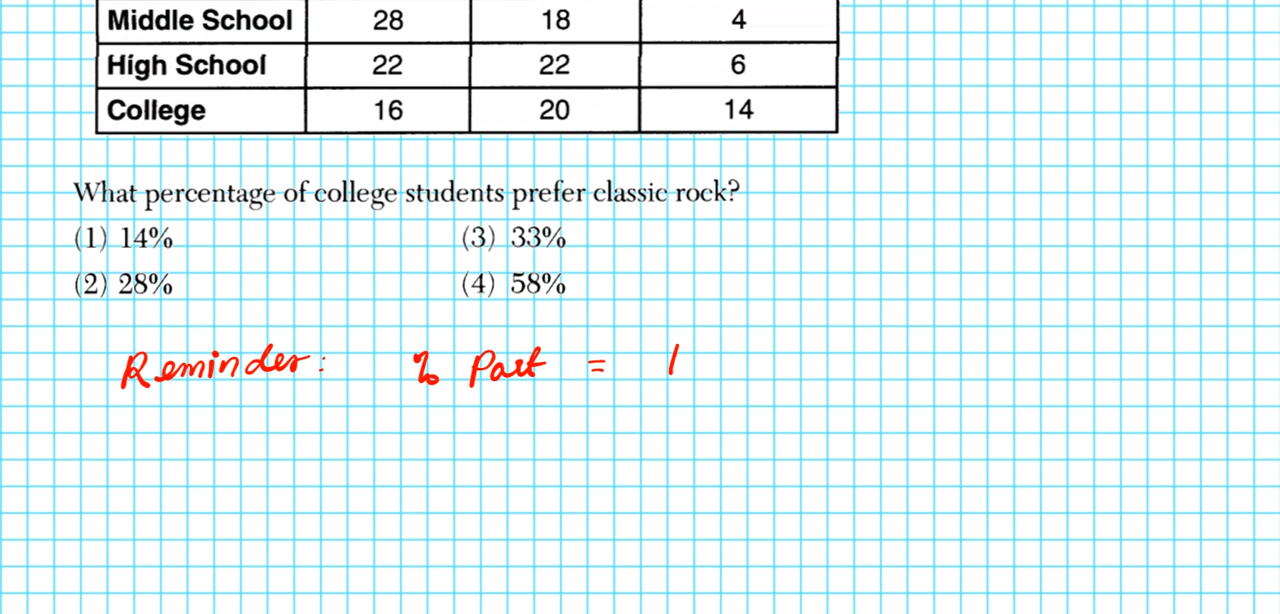 Middle School 28 18 4
High School 22 22 6
College 16 20 14
What percentage of college students prefer classic rock?
(1) 14% (3) 33%
(2) 28% (4) 58%
Reminder: % Part = 1